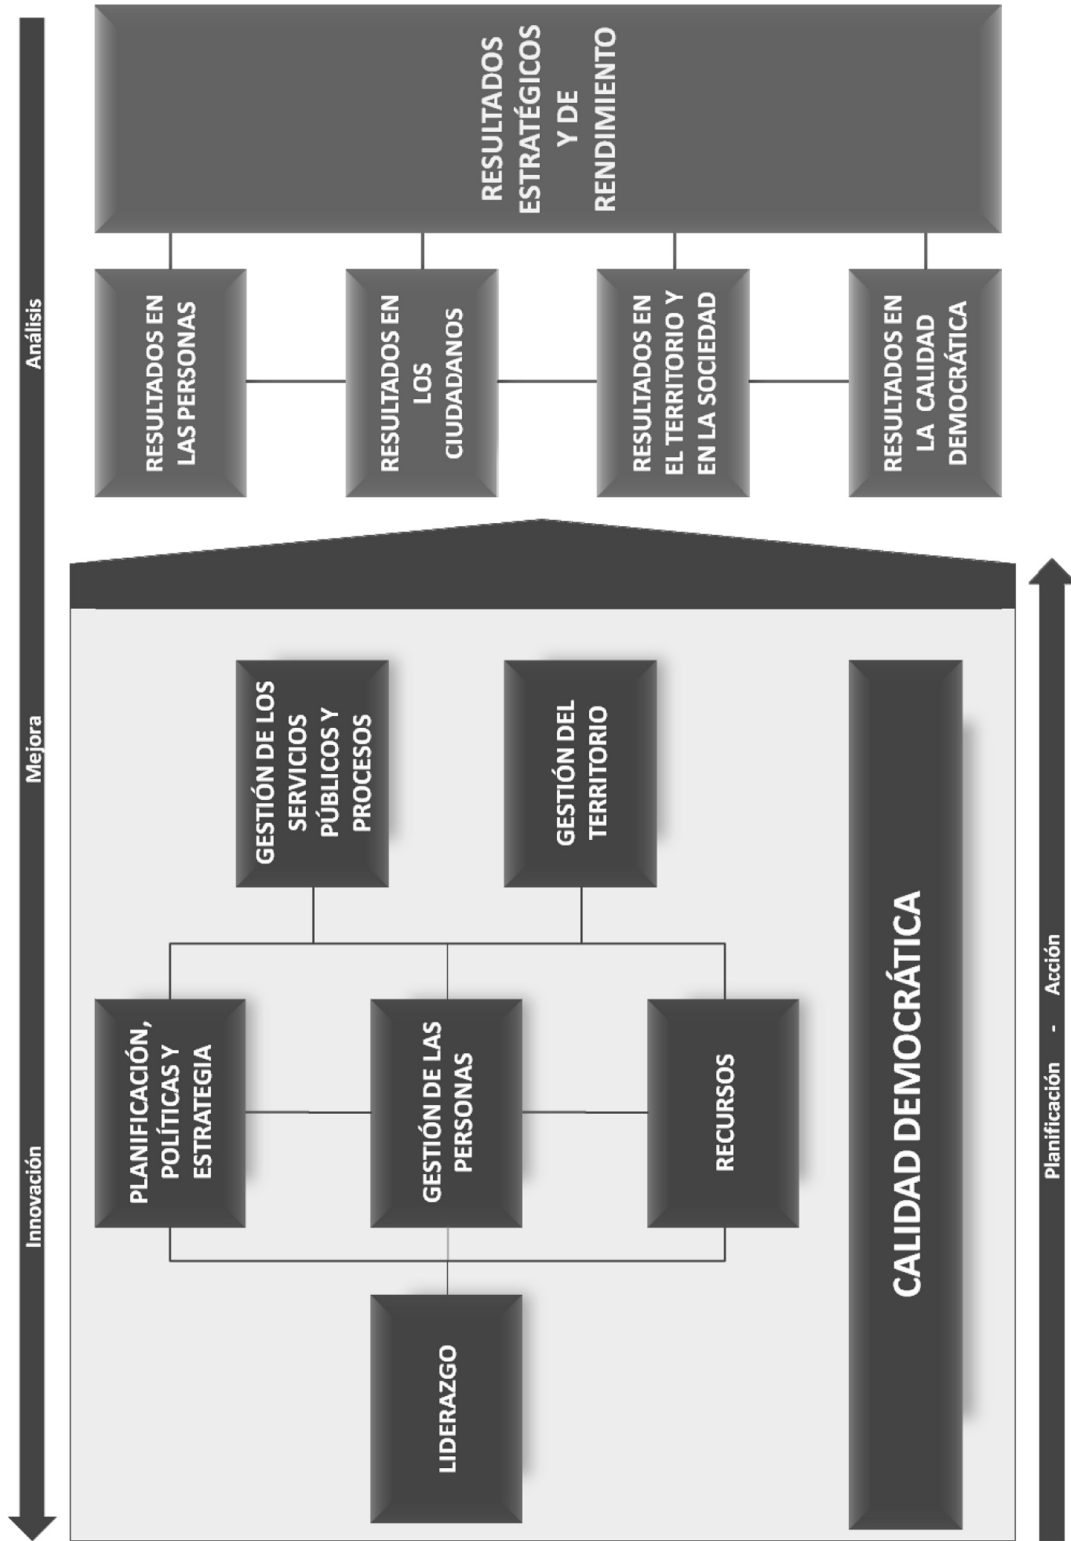 Innovación
Mejora
Análisis
LIDERAZGO
PLANIFICACIÓN,
POLÍTICAS Y
ESTRATEGIA
GESTIÓN DE LAS
PERSONAS
RECURSOS
GESTIÓN DE LOS
SERVICIOS
PÚBLICOS Y
PROCESOS
GESTIÓN DEL
TERRITORIO
CALIDAD DEMOCRÁTICA
RESULTADOS EN
LAS PERSONAS
RESULTADOS EN
LOS
CIUDADANOS
RESULTADOS EN
EL TERRITORIO Y
EN LA SOCIEDAD
RESULTADOS EN
LA CALIDAD
DEMOCRÁTICA
RESULTADOS
ESTRATÉGICOS
Y DE
RENDIMIENTO
Planificación - Acción